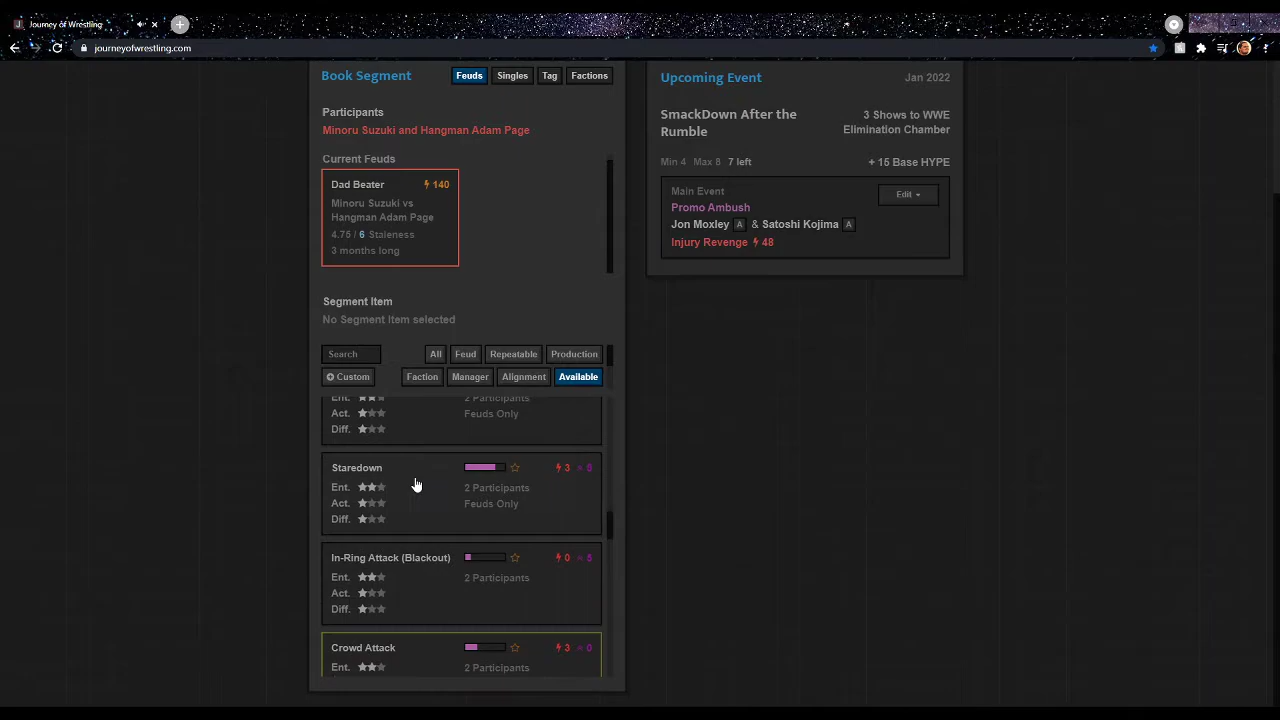 Journey of Wrestling
journeyofwrestling.com
Book Segment
Feuds
Singles
Tag
Factions
Participants
Minoru Suzuki and Hangman Adam Page
Current Feuds
Dad Beater 140
Minoru Suzuki vs
Hangman Adam Page
4.75 / 6 Staleness
3 months long
Segment Item
No Segment Item selected
Search
All
Feud
Repeatable
Production
Custom
Faction
Manager
Alignment
Available
Ent. 2 Participants
Act. Feuds Only
Diff.
Staredown 3 0
Ent. 2 Participants
Act. Feuds Only
Diff.
In-Ring Attack (Blackout) 0 5
Ent. 2 Participants
Act.
Diff.
Crowd Attack 3 0
Ent. 2 Participants
Upcoming Event Jan 2022
SmackDown After the
Rumble
3 Shows to WWE
Elimination Chamber
Min 4 Max 8 7 left + 15 Base HYPE
Main Event
Edit
Promo Ambush
Jon Moxley A & Satoshi Kojima A
Injury Revenge 48